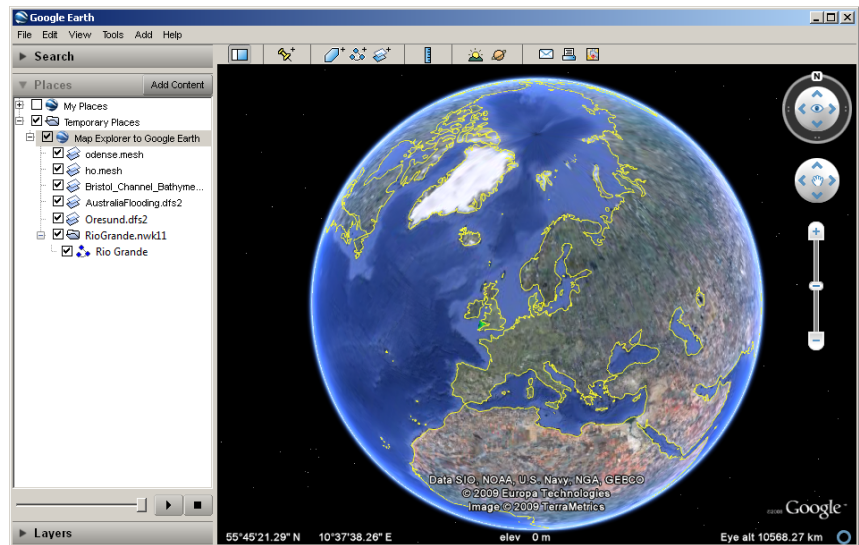 Google Earth
File Edit View Tools Add Help
Search
Places Add Content
My Places
Temporary Places
Map Explorer to Google Earth
odense.mesh
ho.mesh
Bristol_Channel_Bathyme...
AustraliaFlooding.dfs2
Oresund.dfs2
RioGrande.nwk11
Rio Grande
Layers
N
Data SIO, NOAA, U.S. Navy, NGA, GEBCO
© 2009 Europa Technologies
Image © 2009 TerraMetrics
Google
55°45'21.29" N 10°37'38.26" E elev 0 m Eye alt 10568.27 km